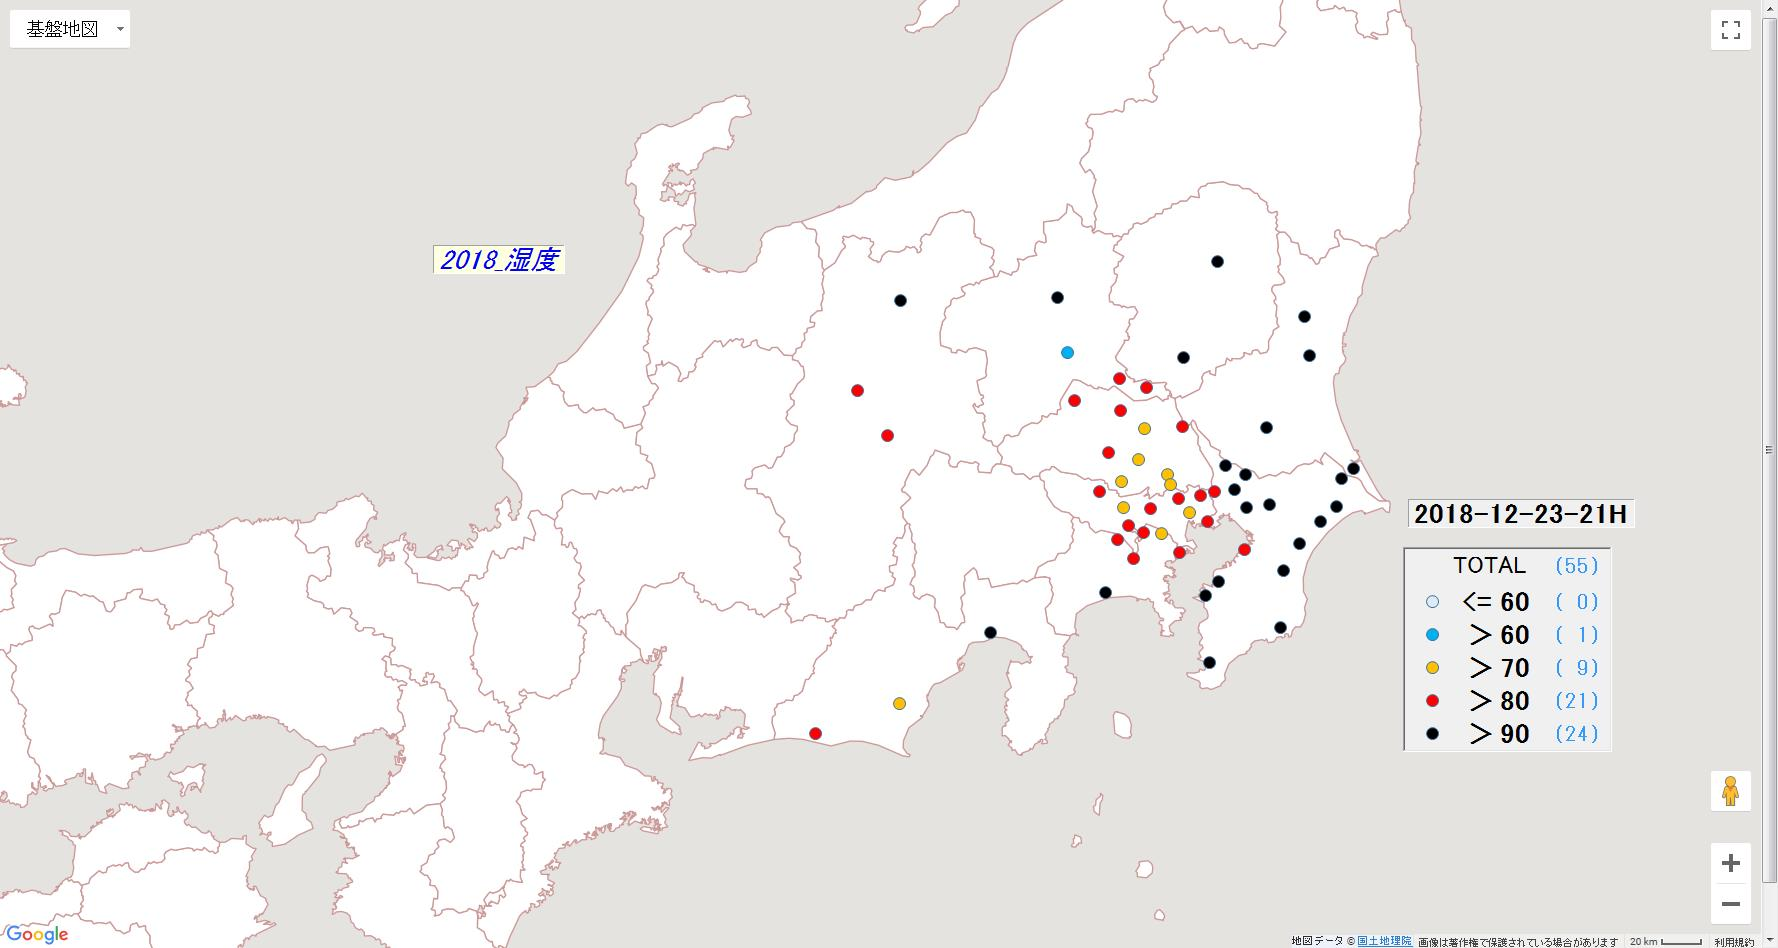 基盤地図
2018_湿度
2018-12-23-21H
TOTAL (55)
<= 60 ( 0)
> 60 ( 1)
> 70 ( 9)
> 80 (21)
> 90 (24)
Google
地図データ © 国土地理院 画像は著作権で保護されている場合があります 20 km 利用規約